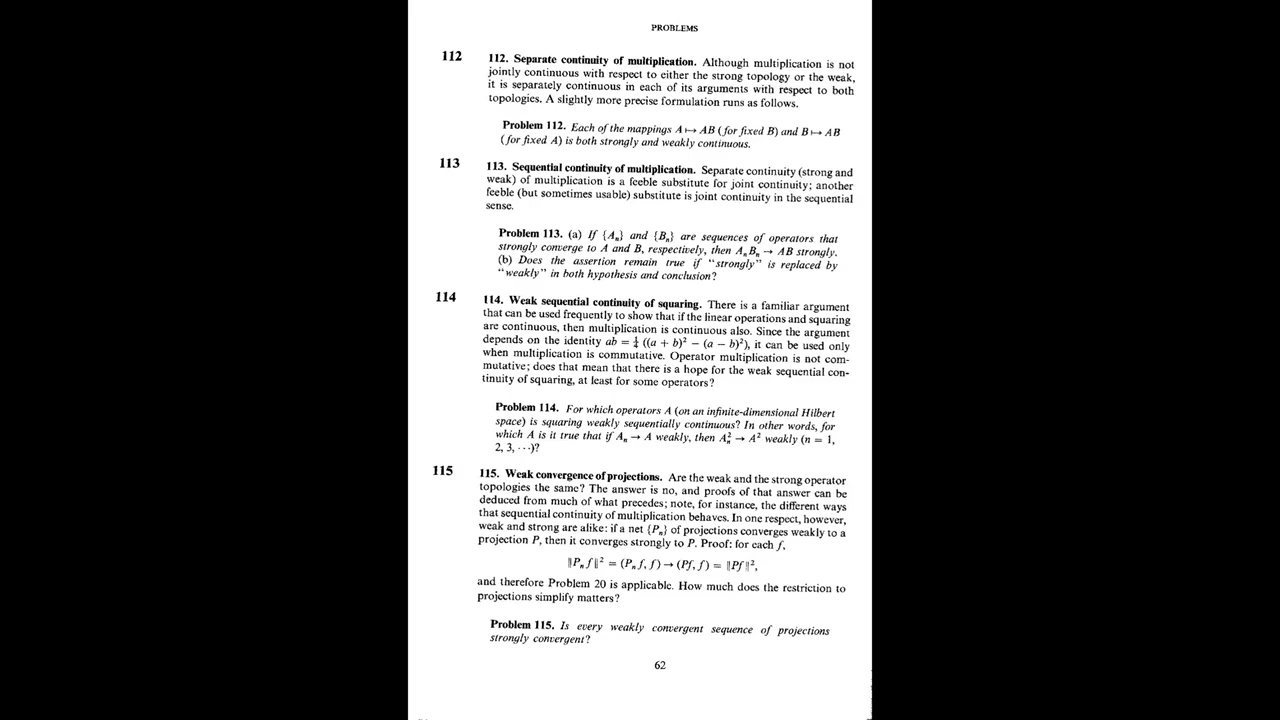 PROBLEMS
112
112. Separate continuity of multiplication. Although multiplication is not
jointly continuous with respect to either the strong topology or the weak,
it is separately continuous in each of its arguments with respect to both
topologies. A slightly more precise formulation runs as follows.
Problem 112. Each of the mappings A ↦ AB (for fixed B) and B ↦ AB
(for fixed A) is both strongly and weakly continuous.
113
113. Sequential continuity of multiplication. Separate continuity (strong and
weak) of multiplication is a feeble substitute for joint continuity; another
feeble (but sometimes usable) substitute is joint continuity in the sequential
sense.
Problem 113. (a) If {Aₙ} and {Bₙ} are sequences of operators that
strongly converge to A and B, respectively, then AₙBₙ → AB strongly.
(b) Does the assertion remain true if "strongly" is replaced by
"weakly" in both hypothesis and conclusion?
114
114. Weak sequential continuity of squaring. There is a familiar argument
that can be used frequently to show that if the linear operations and squaring
are continuous, then multiplication is continuous also. Since the argument
depends on the identity ab = ¼ ((a + b)² − (a − b)²), it can be used only
when multiplication is commutative. Operator multiplication is not com-
mutative; does that mean that there is a hope for the weak sequential con-
tinuity of squaring, at least for some operators?
Problem 114. For which operators A (on an infinite-dimensional Hilbert
space) is squaring weakly sequentially continuous? In other words, for
which A is it true that if Aₙ → A weakly, then Aₙ² → A² weakly (n = 1,
2, 3, ···)?
115
115. Weak convergence of projections. Are the weak and the strong operator
topologies the same? The answer is no, and proofs of that answer can be
deduced from much of what precedes; note, for instance, the different ways
that sequential continuity of multiplication behaves. In one respect, however,
weak and strong are alike: if a net {Pₙ} of projections converges weakly to a
projection P, then it converges strongly to P. Proof: for each f,
‖Pₙf‖² = (Pₙf, f) → (Pf, f) = ‖Pf‖²,
and therefore Problem 20 is applicable. How much does the restriction to
projections simplify matters?
Problem 115. Is every weakly convergent sequence of projections
strongly convergent?
62